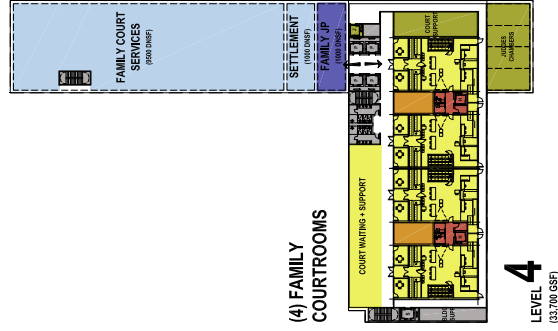 FAMILY COURT
SERVICES
(9500 DNSF)
SETTLEMENT
(1000 DNSF)
FAMILY JP
(1000 DNSF)
COURT
SUPPORT
JUDGES
CHAMBERS
COURT WAITING + SUPPORT
(4) FAMILY
COURTROOMS
LEVEL 4
(33,700 GSF)